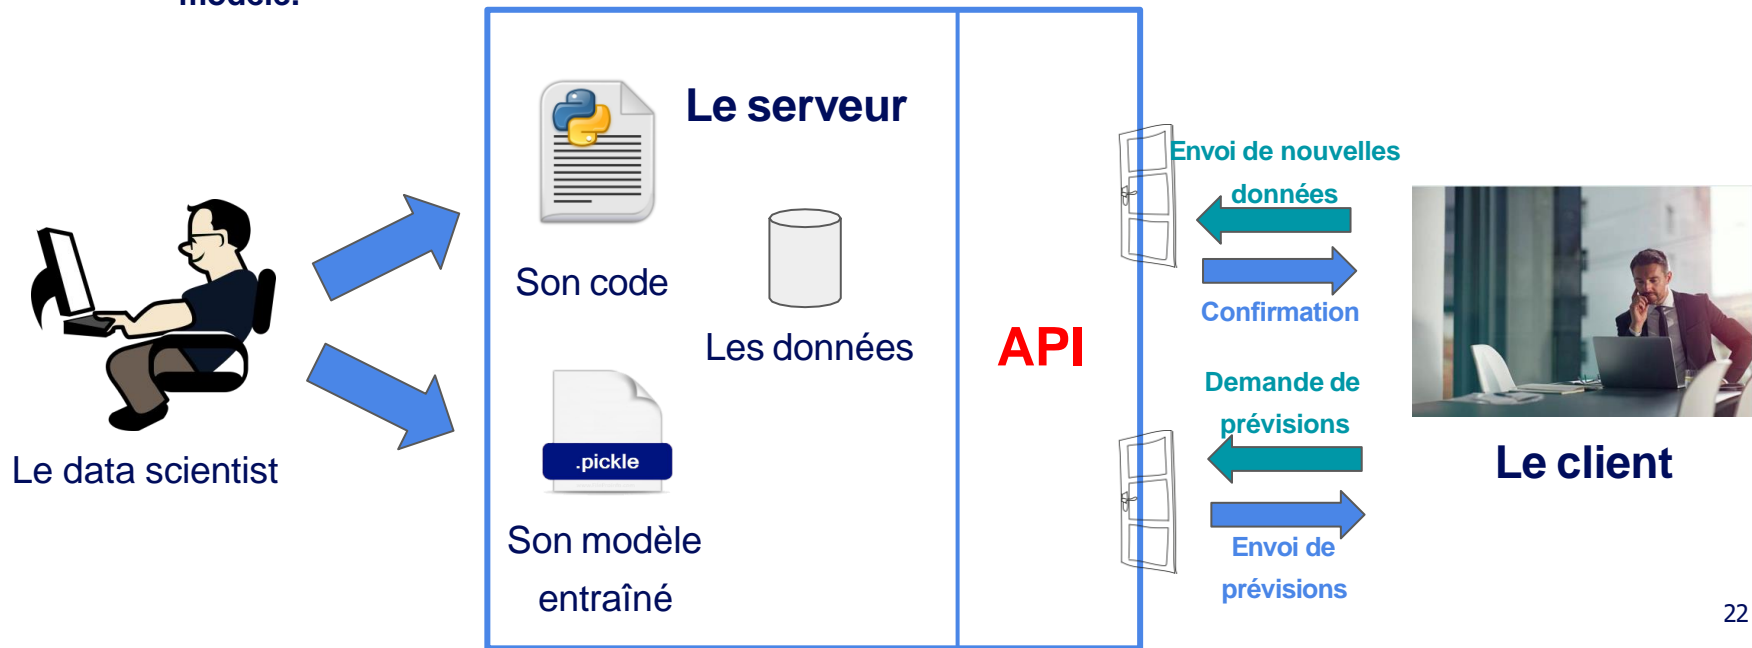 modèle.
Le serveur
Son code
Les données
.pickle
Son modèle
entraîné
Le data scientist
API
Envoi de nouvelles
données
Confirmation
Demande de
prévisions
Envoi de
prévisions
Le client
22